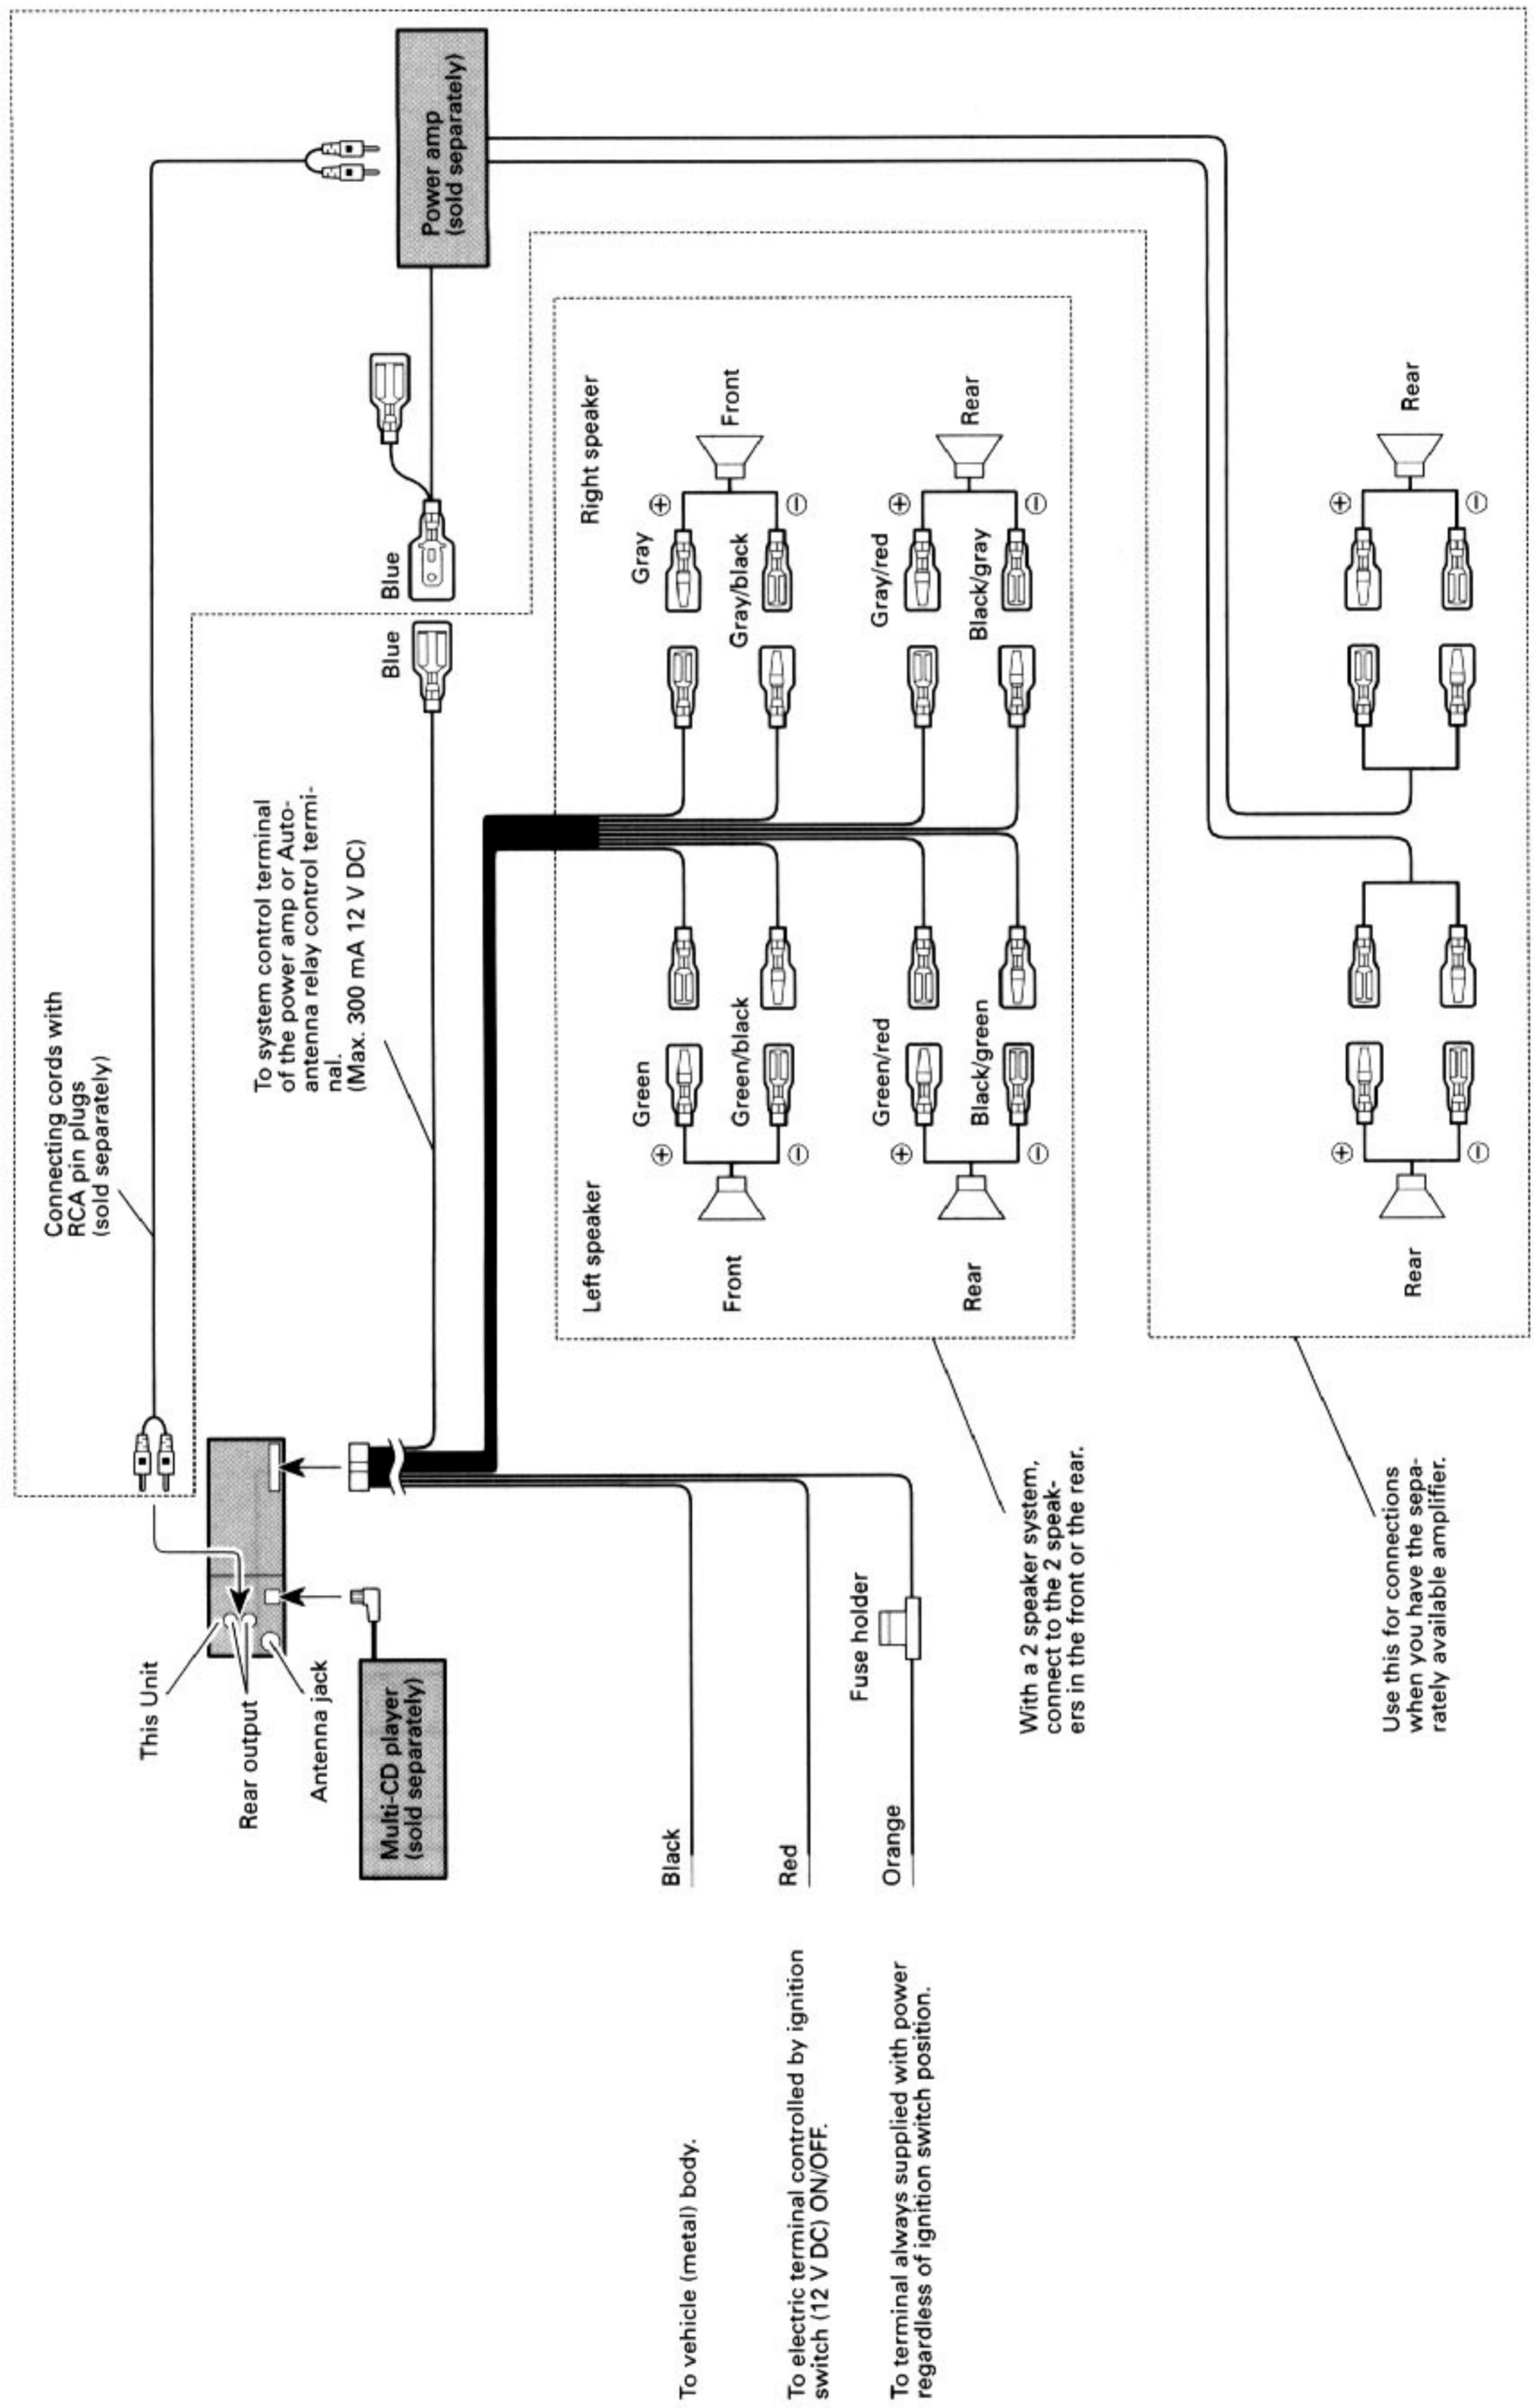 Connecting cords with
RCA pin plugs
(sold separately)
This Unit
Rear output
Antenna jack
Multi-CD player
(sold separately)
Power amp
(sold separately)
Blue
Blue
To system control terminal
of the power amp or Auto-
antenna relay control termi-
nal.
(Max. 300 mA 12 V DC)
Left speaker
Right speaker
Green
Gray
⊕
⊕
Front
Front
Green/black
Gray/black
⊖
⊖
Green/red
Gray/red
⊕
⊕
Rear
Rear
Black/green
Black/gray
⊖
⊖
To vehicle (metal) body.
Black
To electric terminal controlled by ignition
switch (12 V DC) ON/OFF.
Red
Fuse holder
To terminal always supplied with power
regardless of ignition switch position.
Orange
With a 2 speaker system,
connect to the 2 speak-
ers in the front or the rear.
⊕
⊕
Rear
Rear
⊖
⊖
Use this for connections
when you have the sepa-
rately available amplifier.